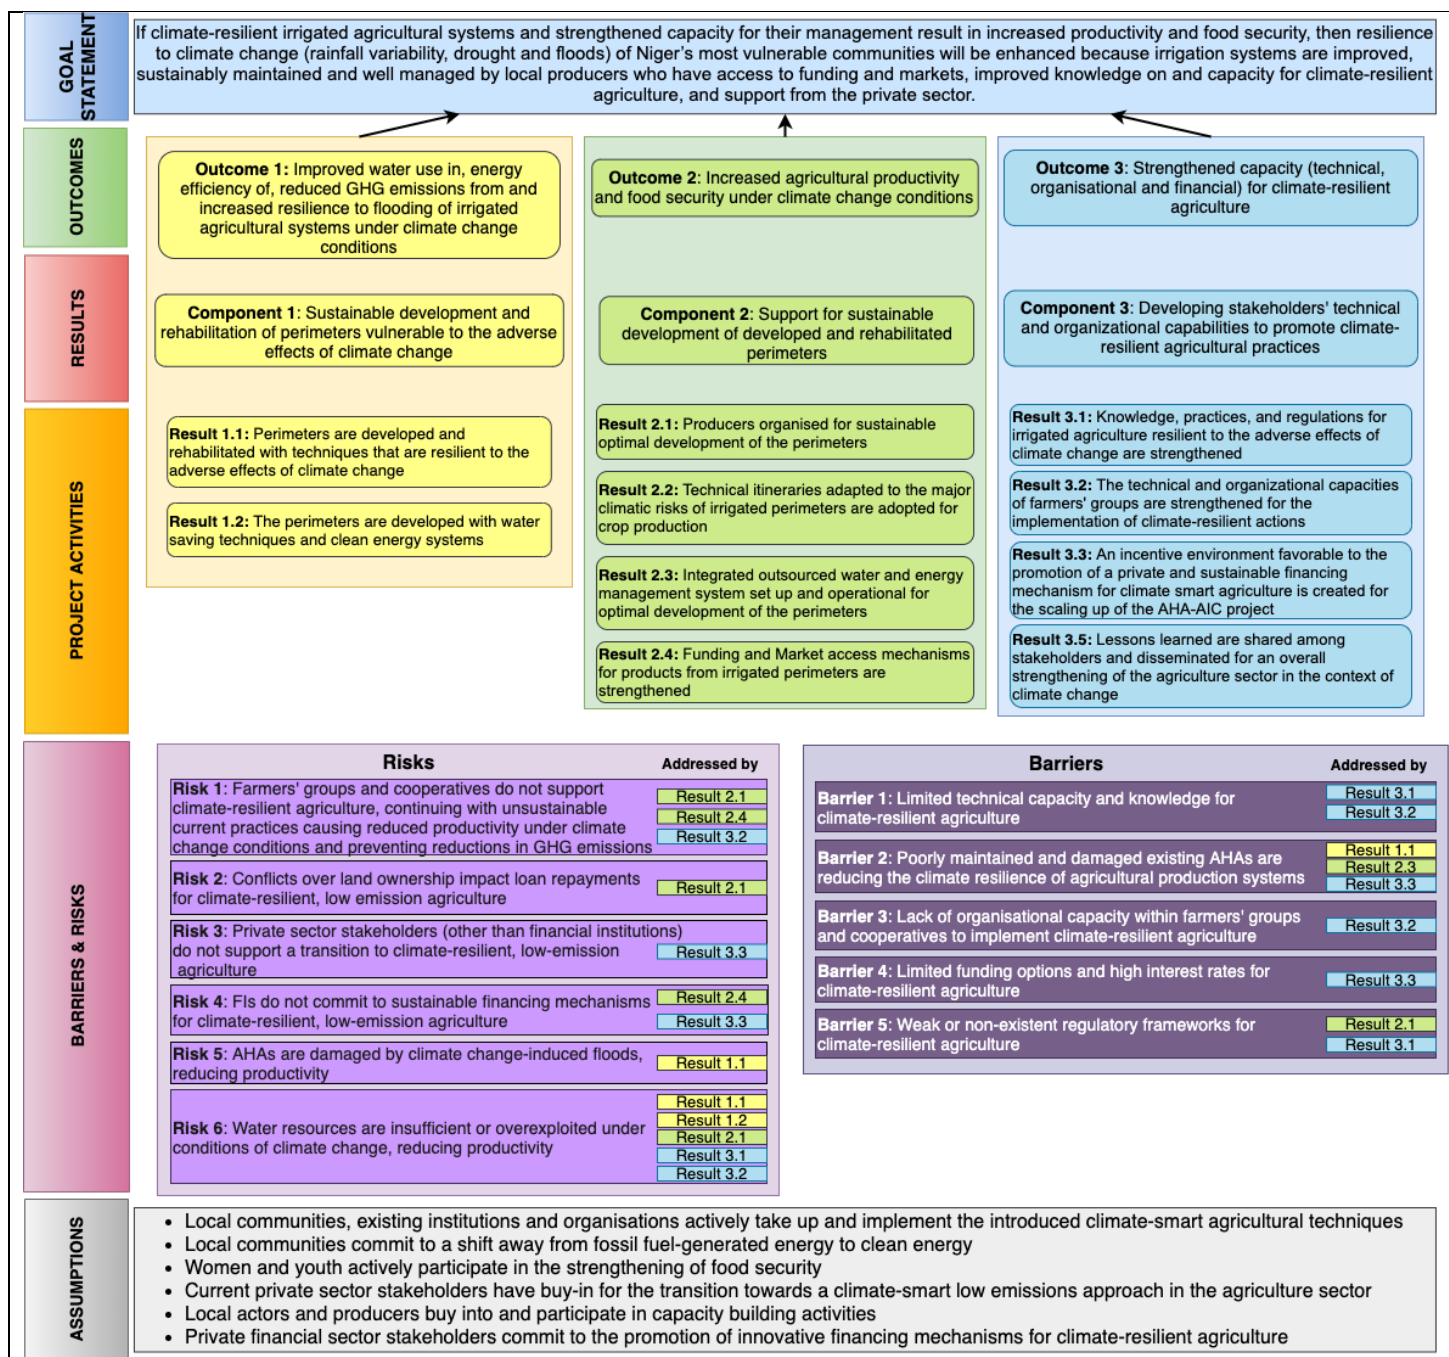 GOAL
STATEMENT
If climate-resilient irrigated agricultural systems and strengthened capacity for their management result in increased productivity and food security, then resilience
to climate change (rainfall variability, drought and floods) of Niger's most vulnerable communities will be enhanced because irrigation systems are improved,
sustainably maintained and well managed by local producers who have access to funding and markets, improved knowledge on and capacity for climate-resilient
agriculture, and support from the private sector.
OUTCOMES
Outcome 1: Improved water use in, energy
efficiency of, reduced GHG emissions from and
increased resilience to flooding of irrigated
agricultural systems under climate change
conditions
Outcome 2: Increased agricultural productivity
and food security under climate change conditions
Outcome 3: Strengthened capacity (technical,
organisational and financial) for climate-resilient
agriculture
RESULTS
Component 1: Sustainable development and
rehabilitation of perimeters vulnerable to the adverse
effects of climate change
Component 2: Support for sustainable
development of developed and rehabilitated
perimeters
Component 3: Developing stakeholders' technical
and organizational capabilities to promote climate-
resilient agricultural practices
PROJECT ACTIVITIES
Result 1.1: Perimeters are developed and
rehabilitated with techniques that are resilient to the
adverse effects of climate change
Result 1.2: The perimeters are developed with water
saving techniques and clean energy systems
Result 2.1: Producers organised for sustainable
optimal development of the perimeters
Result 2.2: Technical itineraries adapted to the major
climatic risks of irrigated perimeters are adopted for
crop production
Result 2.3: Integrated outsourced water and energy
management system set up and operational for
optimal development of the perimeters
Result 2.4: Funding and Market access mechanisms
for products from irrigated perimeters are
strengthened
Result 3.1: Knowledge, practices, and regulations for
irrigated agriculture resilient to the adverse effects of
climate change are strengthened
Result 3.2: The technical and organizational capacities
of farmers' groups are strengthened for the
implementation of climate-resilient actions
Result 3.3: An incentive environment favorable to the
promotion of a private and sustainable financing
mechanism for climate smart agriculture is created for
the scaling up of the AHA-AIC project
Result 3.5: Lessons learned are shared among
stakeholders and disseminated for an overall
strengthening of the agriculture sector in the context of
climate change
BARRIERS & RISKS
Risks
Addressed by
Risk 1: Farmers' groups and cooperatives do not support
climate-resilient agriculture, continuing with unsustainable
current practices causing reduced productivity under climate
change conditions and preventing reductions in GHG emissions
Result 2.1
Result 2.4
Result 3.2
Risk 2: Conflicts over land ownership impact loan repayments
for climate-resilient, low emission agriculture
Result 2.1
Risk 3: Private sector stakeholders (other than financial institutions)
do not support a transition to climate-resilient, low-emission
agriculture
Result 3.3
Risk 4: FIs do not commit to sustainable financing mechanisms
for climate-resilient, low-emission agriculture
Result 2.4
Result 3.3
Risk 5: AHAs are damaged by climate change-induced floods,
reducing productivity
Result 1.1
Risk 6: Water resources are insufficient or overexploited under
conditions of climate change, reducing productivity
Result 1.1
Result 1.2
Result 2.1
Result 3.1
Result 3.2
Barriers
Addressed by
Barrier 1: Limited technical capacity and knowledge for
climate-resilient agriculture
Result 3.1
Result 3.2
Barrier 2: Poorly maintained and damaged existing AHAs are
reducing the climate resilience of agricultural production systems
Result 1.1
Result 2.3
Result 3.3
Barrier 3: Lack of organisational capacity within farmers' groups
and cooperatives to implement climate-resilient agriculture
Result 3.2
Barrier 4: Limited funding options and high interest rates for
climate-resilient agriculture
Result 3.3
Barrier 5: Weak or non-existent regulatory frameworks for
climate-resilient agriculture
Result 2.1
Result 3.1
ASSUMPTIONS
• Local communities, existing institutions and organisations actively take up and implement the introduced climate-smart agricultural techniques
• Local communities commit to a shift away from fossil fuel-generated energy to clean energy
• Women and youth actively participate in the strengthening of food security
• Current private sector stakeholders have buy-in for the transition towards a climate-smart low emissions approach in the agriculture sector
• Local actors and producers buy into and participate in capacity building activities
• Private financial sector stakeholders commit to the promotion of innovative financing mechanisms for climate-resilient agriculture